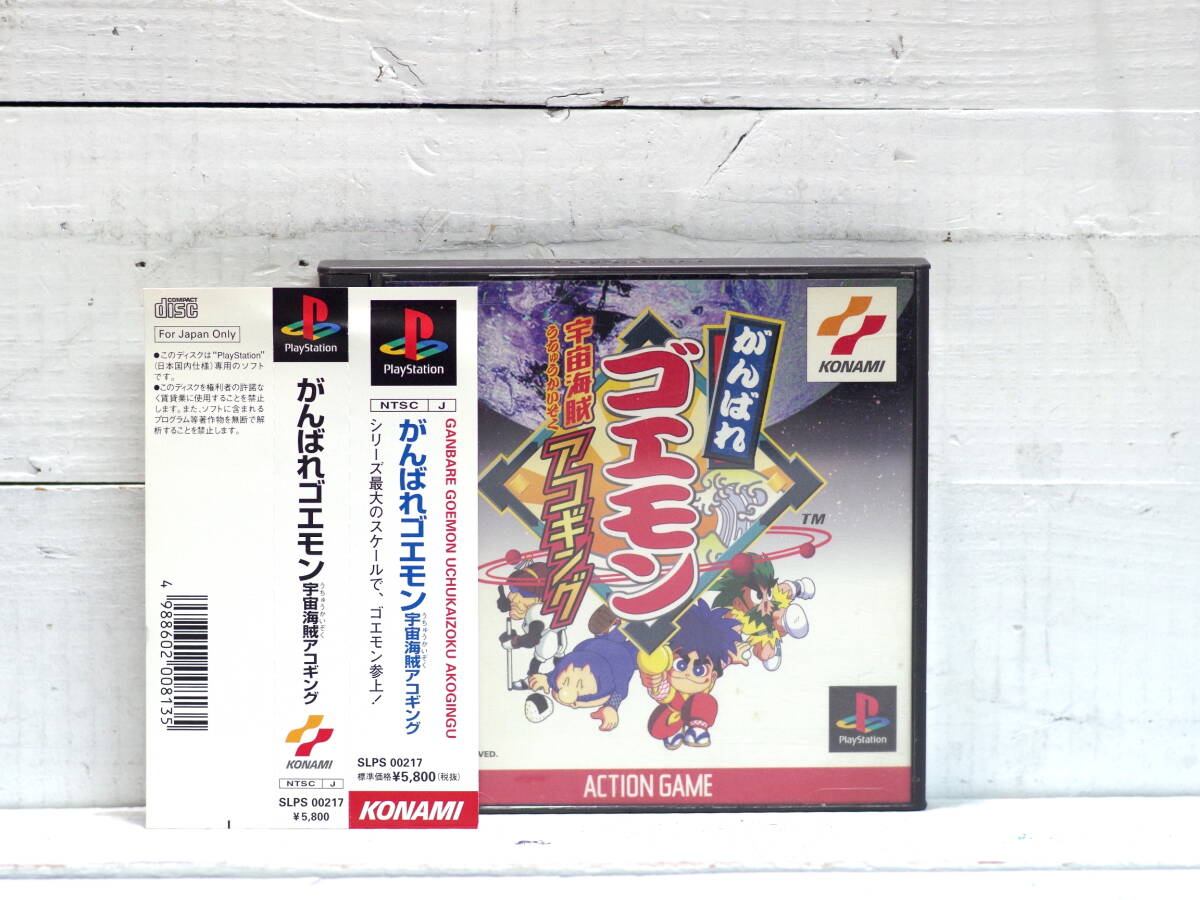 COMPACT
disc
For Japan Only
●このディスクは"PlayStation"
(日本国内仕様)専用のソフト
です。
●このディスクを権利者の許諾な
く賃貸業に使用することを禁止
します。また、ソフトに含まれる
プログラム等著作物を無断で解
析することを禁止します。
4 988602 008135
PlayStation
がんばれゴエモン
宇宙海賊アコギング
うちゅうかいぞく
KONAMI
NTSC J
SLPS 00217
¥5,800
PlayStation
NTSC J
GANBARE GOEMON UCHUKAIZOKU AKOGINGU
がんばれゴエモン
宇宙海賊アコギング
うちゅうかいぞく
シリーズ最大のスケールで、ゴエモン参上!
SLPS 00217
標準価格¥5,800(税抜)
KONAMI
KONAMI
がんばれ
ゴエモン
宇宙海賊
うちゅうかいぞく
アコギング
TM
PlayStation
VED.
ACTION GAME